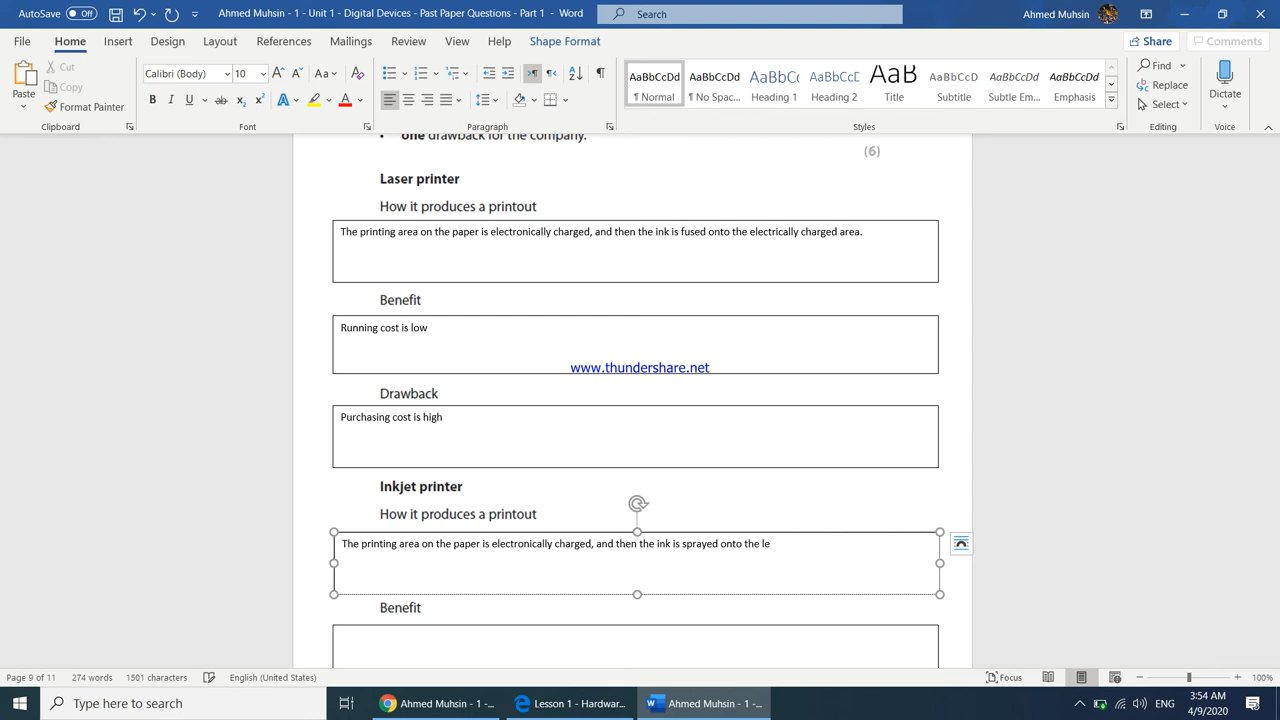 AutoSave Off Ahmed Muhsin - 1 - Unit 1 - Digital Devices - Past Paper Questions - Part 1 - Word Search Ahmed Muhsin
File Home Insert Design Layout References Mailings Review View Help Shape Format Share Comments
Paste Cut Copy Format Painter
Calibri (Body) 10
AaBbCcDd AaBbCcDd AaBbC AaBbCcC AaB AaBbCcD AaBbCcDd AaBbCcDd
¶ Normal ¶ No Spac... Heading 1 Heading 2 Title Subtitle Subtle Em... Emphasis
Find Replace Select Dictate
Clipboard Font Paragraph Styles Editing Voice
one drawback for the company.
(6)
Laser printer
How it produces a printout
The printing area on the paper is electronically charged, and then the ink is fused onto the electrically charged area.
Benefit
Running cost is low
www.thundershare.net
Drawback
Purchasing cost is high
Inkjet printer
How it produces a printout
The printing area on the paper is electronically charged, and then the ink is sprayed onto the le
Benefit
Page 9 of 11 274 words 1501 characters English (United States) Focus 100%
Type here to search Ahmed Muhsin - 1 -... Lesson 1 - Hardwar... Ahmed Muhsin - 1 -... ENG 3:54 AM
4/9/2020